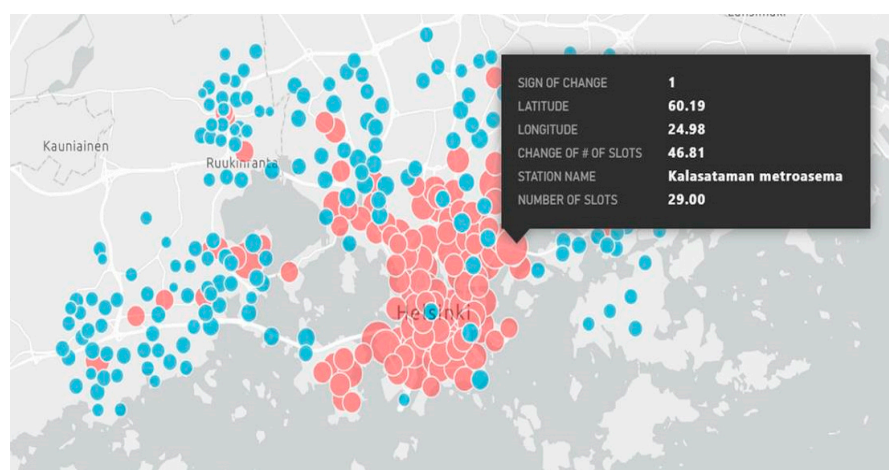 SIGN OF CHANGE 1
LATITUDE 60.19
LONGITUDE 24.98
CHANGE OF # OF SLOTS 46.81
STATION NAME Kalasataman metroasema
NUMBER OF SLOTS 29.00
Kauniainen
Ruukinranta
Helsinki